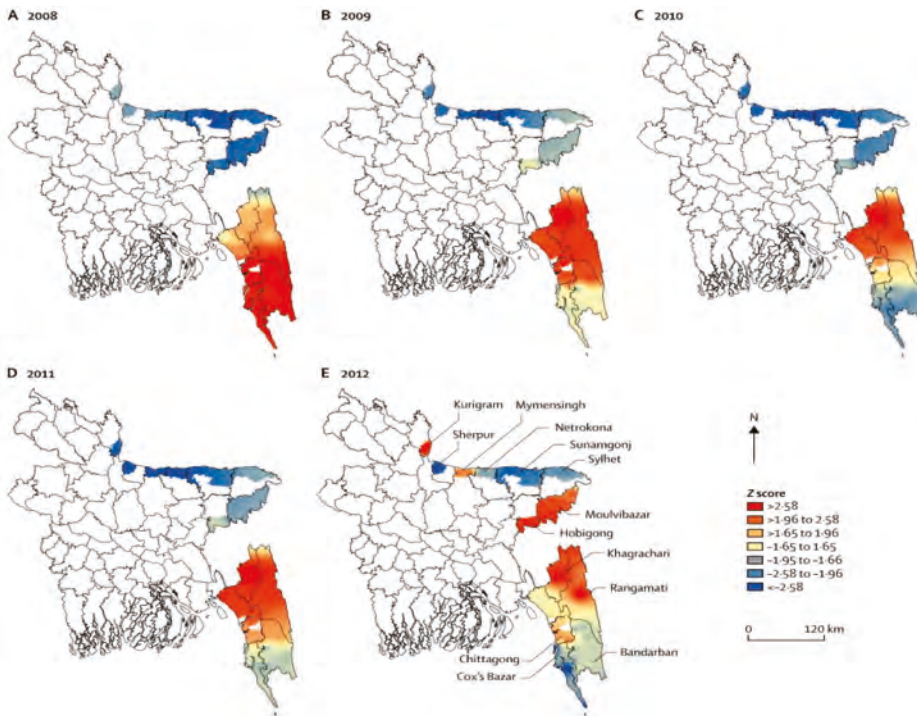 A 2008
B 2009
C 2010
D 2011
E 2012
Kurigram
Mymensingh
Sherpur
Netrokona
Sunamgonj
Sylhet
Moulvibazar
Hobigong
Khagrachari
Rangamati
Bandarban
Chittagong
Cox's Bazar
N
Z score
>2·58
>1·96 to 2·58
>1·65 to 1·96
–1·65 to 1·65
–1·95 to –1·66
–2·58 to –1·96
<–2·58
0 120 km